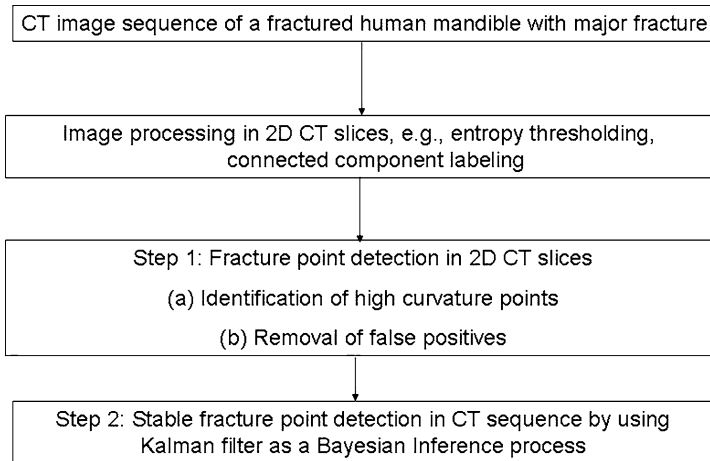 CT image sequence of a fractured human mandible with major fracture
Image processing in 2D CT slices, e.g., entropy thresholding,
connected component labeling
Step 1: Fracture point detection in 2D CT slices
(a) Identification of high curvature points
(b) Removal of false positives
Step 2: Stable fracture point detection in CT sequence by using
Kalman filter as a Bayesian Inference process